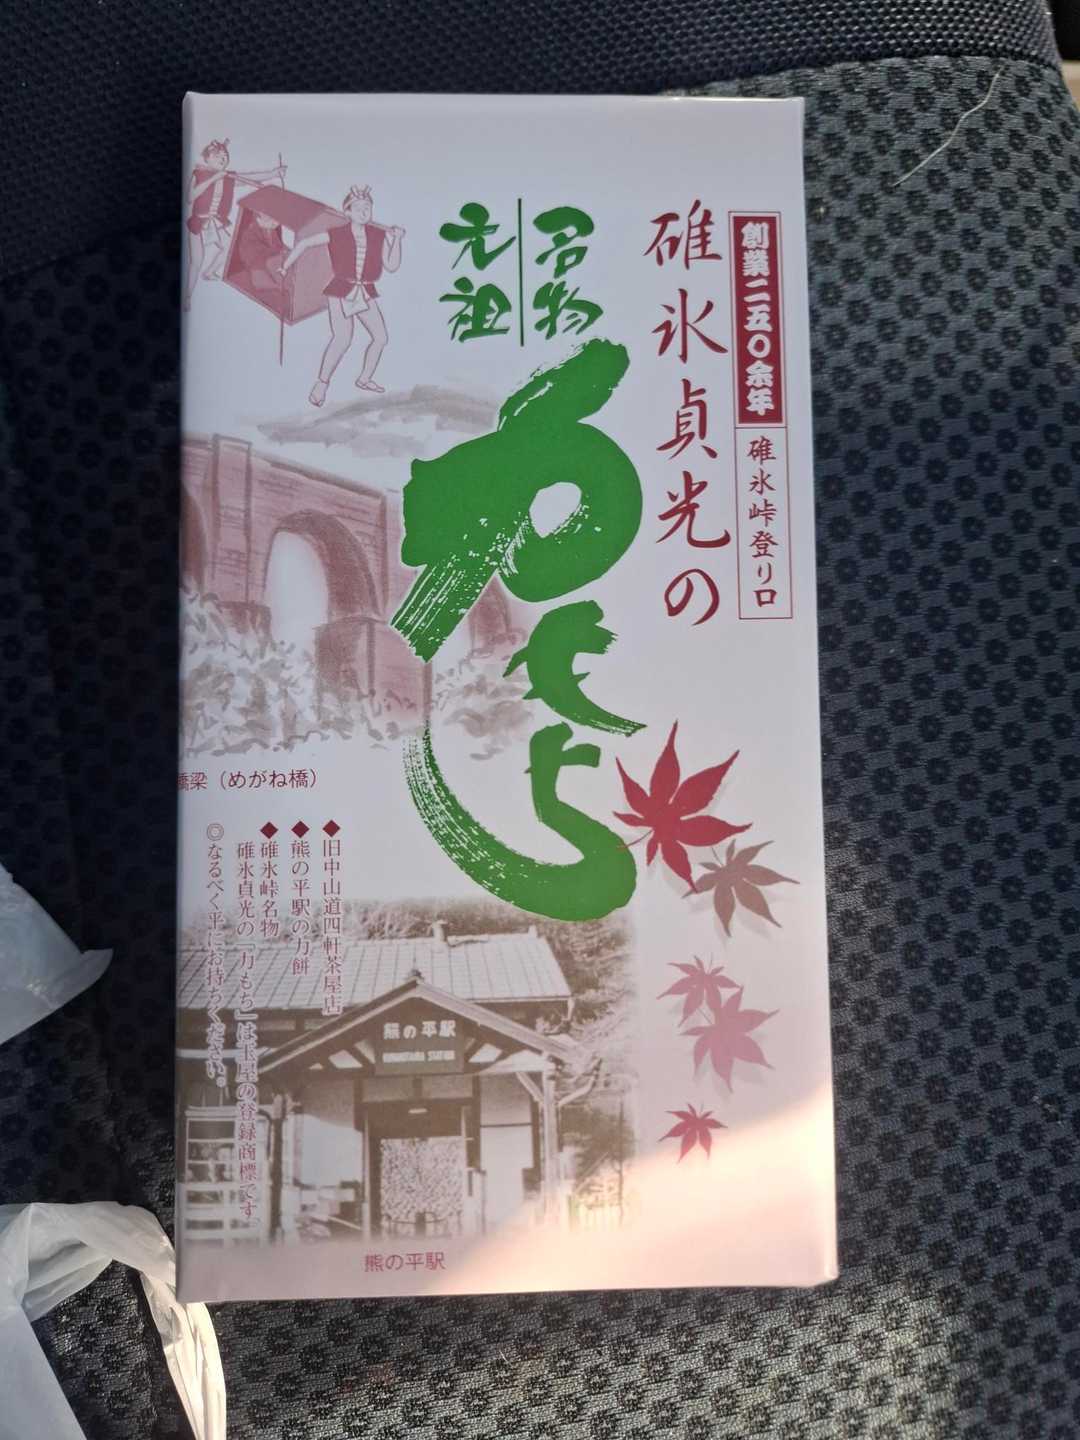 創業二五〇余年
碓氷峠登り口
碓氷貞光の
名物
元祖
力もち
橋梁（めがね橋）
◆旧中山道四軒茶屋店
◆熊の平駅の力餅
◆碓氷峠名物
碓氷貞光の「力もち」は玉屋の登録商標です。
◎なるべく平にお持ちください。
熊の平駅
熊の平駅